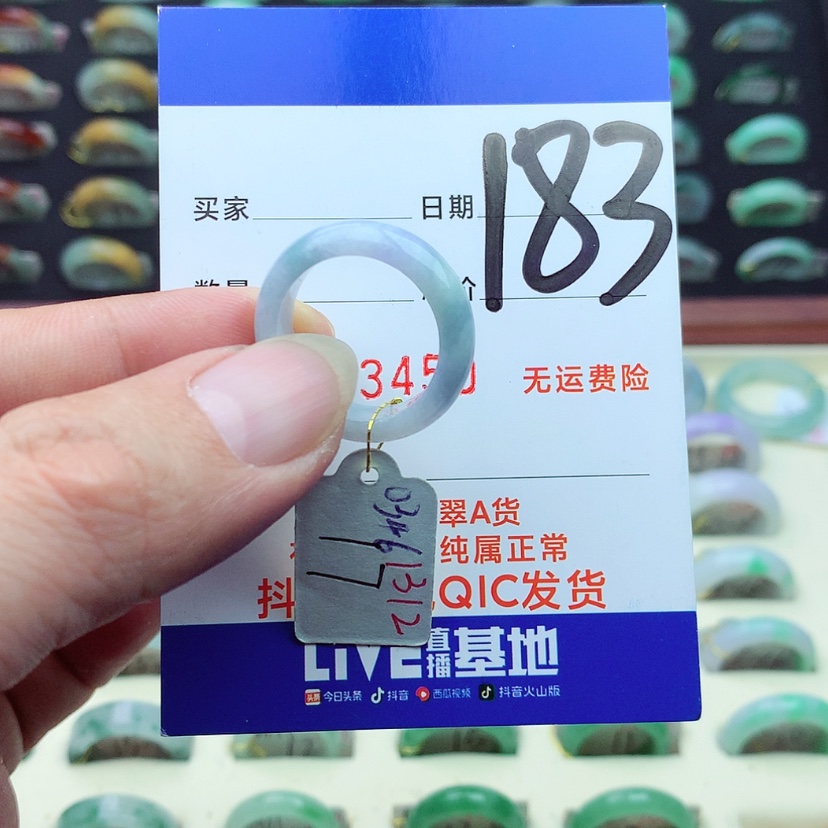 183
买家 日期
数量 价
3450 无运费险
翠A货
纯属正常
抖 QIC发货
LIVE直播基地
今日头条 抖音 西瓜视频 抖音火山版
17
1312